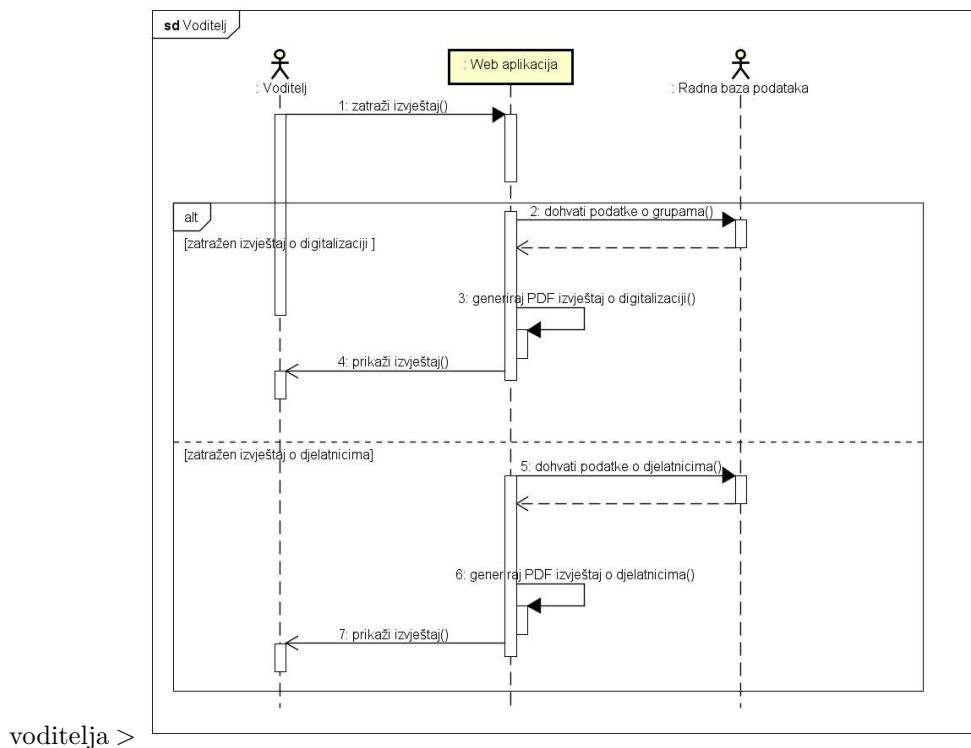 sd Voditelj
: Voditelj
: Web aplikacija
: Radna baza podataka
1: zatraži izvještaj()
alt
2: dohvati podatke o grupama()
[zatražen izvještaj o digitalizaciji ]
3: generiraj PDF izvještaj o digitalizaciji()
4: prikaži izvještaj()
[zatražen izvještaj o djelatnicima]
5: dohvati podatke o djelatnicima()
6: generiraj PDF izvještaj o djelatnicima()
7: prikaži izvještaj()
voditelja >